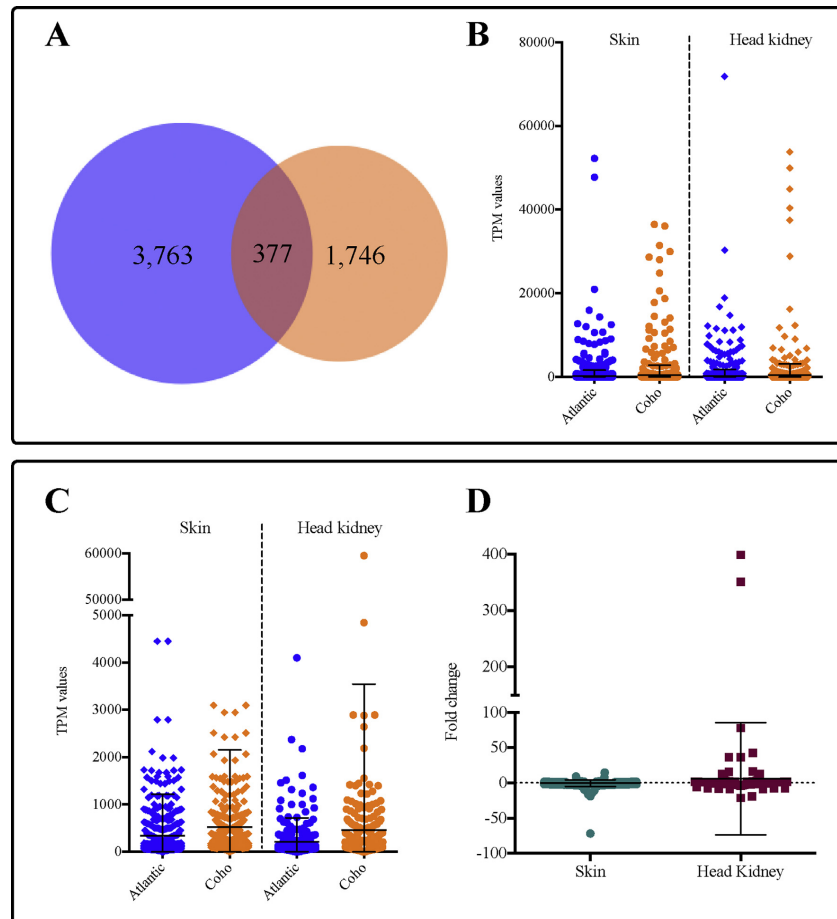 A
3,763
377
1,746
B
Skin
Head kidney
TPM values
80000
60000
40000
20000
0
Atlantic
Coho
Atlantic
Coho
C
Skin
Head kidney
TPM values
60000
50000
5000
4000
3000
2000
1000
0
Atlantic
Coho
Atlantic
Coho
D
Fold change
400
300
200
100
50
0
-50
-100
Skin
Head Kidney